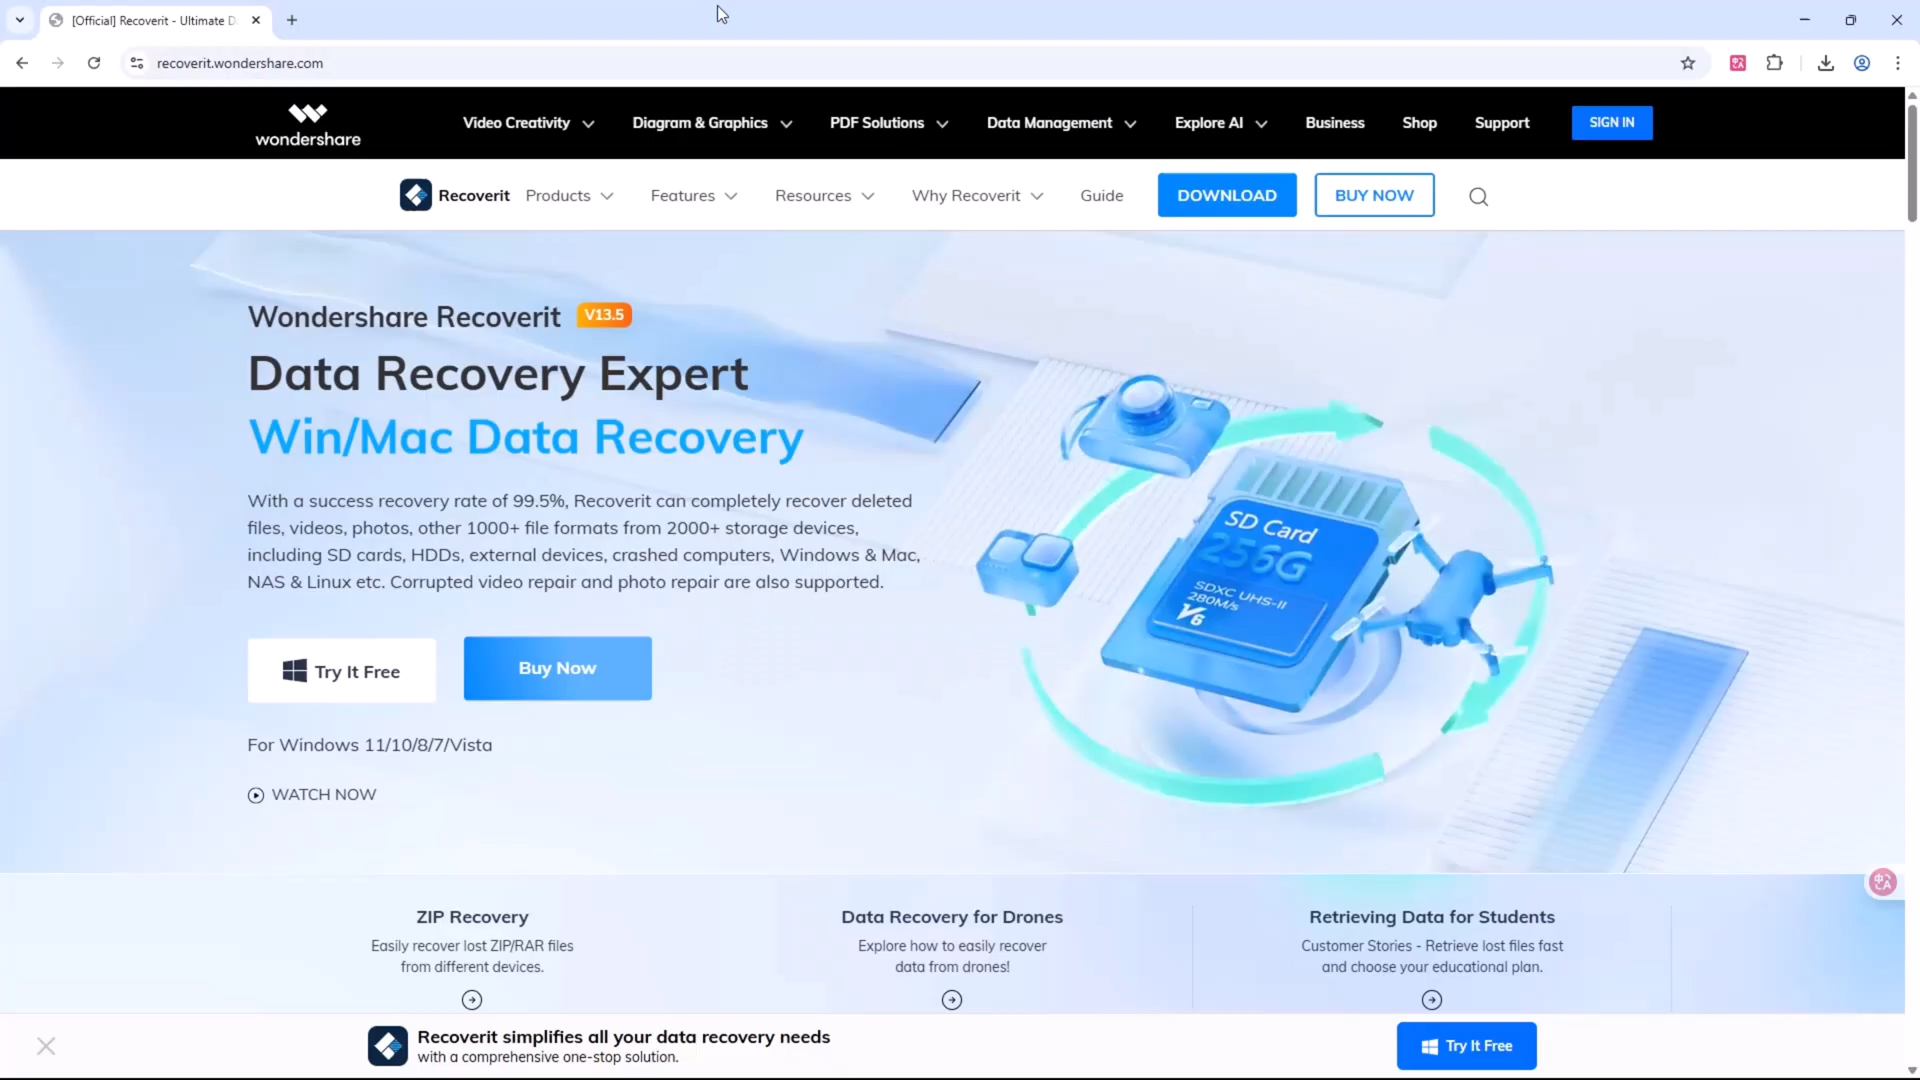 [Official] Recoverit - Ultimate D
recoverit.wondershare.com
wondershare
Video Creativity
Diagram & Graphics
PDF Solutions
Data Management
Explore AI
Business
Shop
Support
SIGN IN
Recoverit
Products
Features
Resources
Why Recoverit
Guide
DOWNLOAD
BUY NOW
Wondershare Recoverit V13.5
Data Recovery Expert
Win/Mac Data Recovery
With a success recovery rate of 99.5%, Recoverit can completely recover deleted
files, videos, photos, other 1000+ file formats from 2000+ storage devices,
including SD cards, HDDs, external devices, crashed computers, Windows & Mac,
NAS & Linux etc. Corrupted video repair and photo repair are also supported.
Try It Free
Buy Now
For Windows 11/10/8/7/Vista
WATCH NOW
SD Card
256G
SDXC UHS-II
280M/s
V6
ZIP Recovery
Easily recover lost ZIP/RAR files
from different devices.
Data Recovery for Drones
Explore how to easily recover
data from drones!
Retrieving Data for Students
Customer Stories - Retrieve lost files fast
and choose your educational plan.
Recoverit simplifies all your data recovery needs
with a comprehensive one-stop solution.
Try It Free